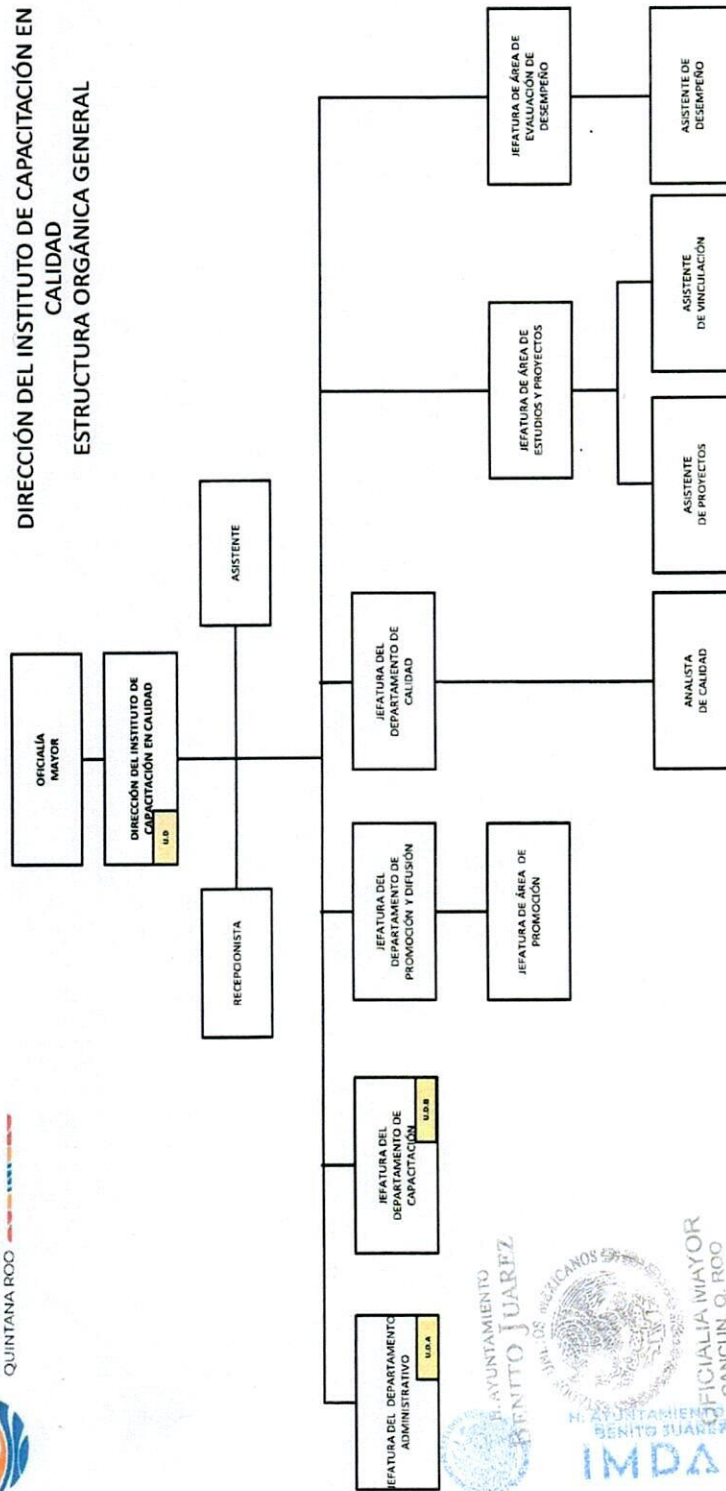 QUINTANA ROO
DIRECCIÓN DEL INSTITUTO DE CAPACITACIÓN EN
CALIDAD
ESTRUCTURA ORGÁNICA GENERAL
OFICIALÍA
MAYOR
DIRECCIÓN DEL INSTITUTO DE
CAPACITACIÓN EN CALIDAD
U.D
RECEPCIONISTA
ASISTENTE
JEFATURA DEL DEPARTAMENTO
ADMINISTRATIVO
U.D.A
JEFATURA DEL
DEPARTAMENTO DE
CAPACITACIÓN
U.D.B
JEFATURA DEL
DEPARTAMENTO DE
PROMOCIÓN Y DIFUSIÓN
JEFATURA DEL
DEPARTAMENTO DE
CALIDAD
JEFATURA DE ÁREA DE
PROMOCIÓN
JEFATURA DE ÁREA DE
ESTUDIOS Y PROYECTOS
JEFATURA DE ÁREA DE
EVALUACIÓN DE
DESEMPEÑO
ANALISTA
DE CALIDAD
ASISTENTE
DE PROYECTOS
ASISTENTE
DE VINCULACIÓN
ASISTENTE DE
DESEMPEÑO
H. AYUNTAMIENTO
BENITO JUAREZ
ESTADOS UNIDOS MEXICANOS
OFICIALIA MAYOR
CANCUN, Q. ROO
H. AYUNTAMIENTO
BENITO JUAREZ
IMDA